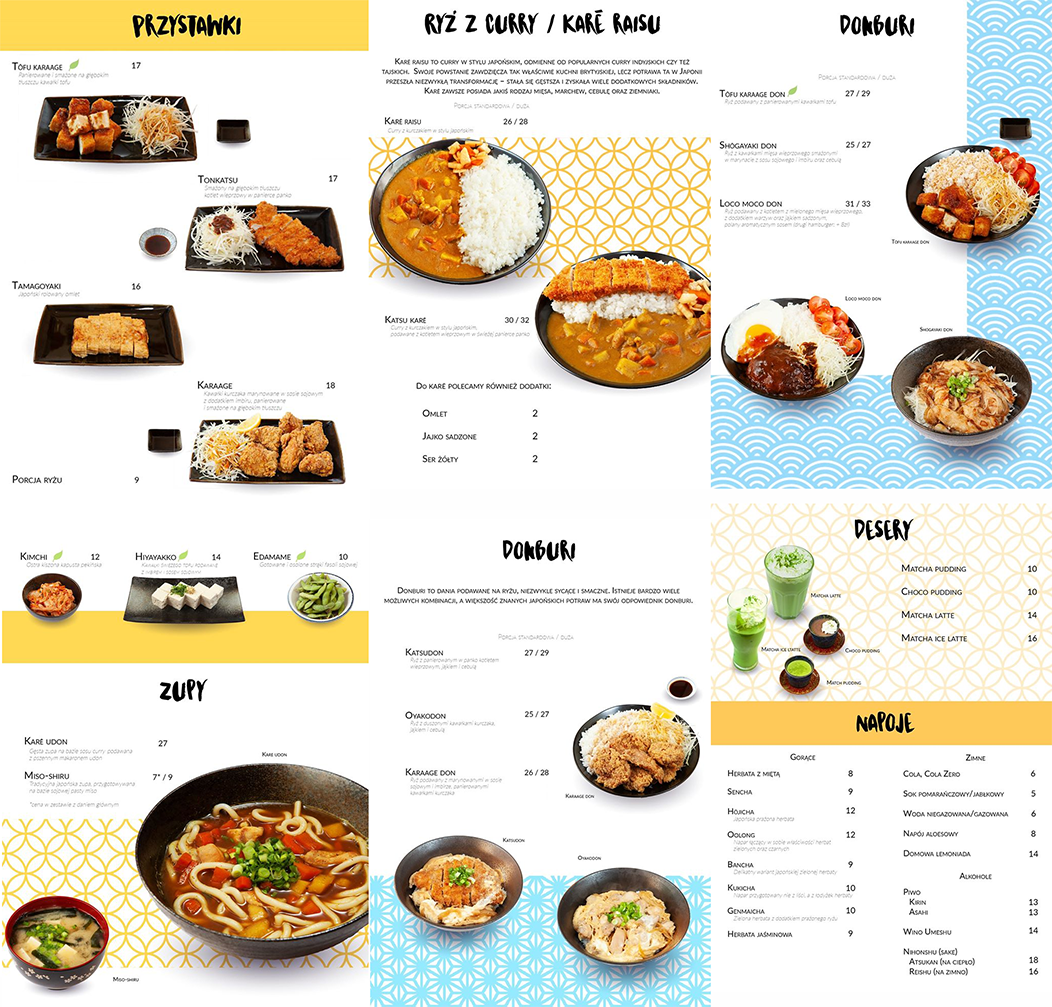 PRZYSTAWKI
Tōfu karaage 17
Panierowane i smażone na głębokim
tłuszczu kawałki tofu
Tonkatsu 17
Smażony na głębokim tłuszczu
kotlet wieprzowy w panierce panko
Tamagoyaki 16
Japoński rolowany omlet
Karaage 18
Kawałki kurczaka marynowane w sosie sojowym
z dodatkiem imbiru, panierowane
i smażone na głębokim tłuszczu
Porcja ryżu 9
Kimchi 12
Ostra kiszona kapusta pekińska
Hiyayakko 14
Kawałki świeżego tofu podawane
z imbirem i sosem sojowym
Edamame 10
Gotowane i osolone strąki fasoli sojowej
ZUPY
Karē udon 27
Gęsta zupa na bazie sosu curry podawana
z pszennym makaronem udon
Miso-shiru 7* / 9
Tradycyjna japońska zupa, przygotowywana
na bazie sojowej pasty miso
*cena w zestawie z daniem głównym
Kare udon
Miso-shiru
RYŻ Z CURRY / KARĒ RAISU
Karē raisu to curry w stylu japońskim, odmienne od popularnych curry indyjskich czy też
tajskich. Swoje powstanie zawdzięcza tak właściwie kuchni brytyjskiej, lecz potrawa ta w Japonii
przeszła niezwykłą transformację – stała się gęstsza i zyskała wiele dodatkowych składników.
Karē zawsze posiada jakiś rodzaj mięsa, marchew, cebulę oraz ziemniaki.
Porcja standardowa / duża
Karē raisu 26 / 28
Curry z kurczakiem w stylu japońskim
Katsu karē 30 / 32
Curry z kurczakiem w stylu japońskim,
podawane z kotletem wieprzowym w świeżej panierce panko
Do karē polecamy również dodatki:
Omlet 2
Jajko sadzone 2
Ser żółty 2
DONBURI
Donburi to dania podawane na ryżu, niezwykle sycące i smaczne. Istnieje bardzo wiele
możliwych kombinacji, a większość znanych japońskich potraw ma swój odpowiednik donburi.
Porcja standardowa / duża
Katsudon 27 / 29
Ryż z panierowanym w panko kotletem
wieprzowym, jajkiem i cebulą
Oyakodon 25 / 27
Ryż z duszonymi kawałkami kurczaka,
jajkiem i cebulą
Karaage don 26 / 28
Ryż podawany z marynowanymi w sosie
sojowym i imbirze, panierowanymi
kawałkami kurczaka
Karaage don
Katsudon
Oyakodon
DONBURI
Porcja standardowa / duża
Tōfu karaage don 27 / 29
Ryż podawany z panierowanymi kawałkami tofu
Shōgayaki don 25 / 27
Ryż z kawałkami mięsa wieprzowego smażonymi
w marynacie z sosu sojowego i imbiru oraz cebulą
Loco moco don 31 / 33
Ryż podawany z kotletem z mielonego mięsa wieprzowego,
z dodatkiem warzyw oraz jajkiem sadzonym,
polany aromatycznym sosem
Tōfu karaage don
Loco moco don
Shōgayaki don
DESERY
Matcha pudding 10
Choco pudding 10
Matcha latte 14
Matcha ice latte 16
Matcha latte
Matcha ice ltatte
Choco pudding
Match pudding
NAPOJE
Gorące
Herbata z miętą 8
Sencha 9
Hōjicha 12
Japońska prażona herbata
Oolong 12
Napar łączący w sobie właściwości herbat
zielonych oraz czarnych
Bancha 9
Delikatny wariant japońskiej zielonej herbaty
Kukicha 10
Napar przygotowany nie z liści, a z łodyżek herbaty
Genmaicha 10
Zielona herbata z dodatkiem prażonego ryżu
Herbata jaśminowa 9
Zimne
Cola, Cola Zero 6
Sok pomarańczowy/jabłkowy 5
Woda niegazowana/gazowana 6
Napój aloesowy 8
Domowa lemoniada 14
Alkohole
Piwo
Kirin 13
Asahi 13
Wino Umeshu 14
Nihonshu (sake)
Atsukan (na ciepło) 18
Reishu (na zimno) 16